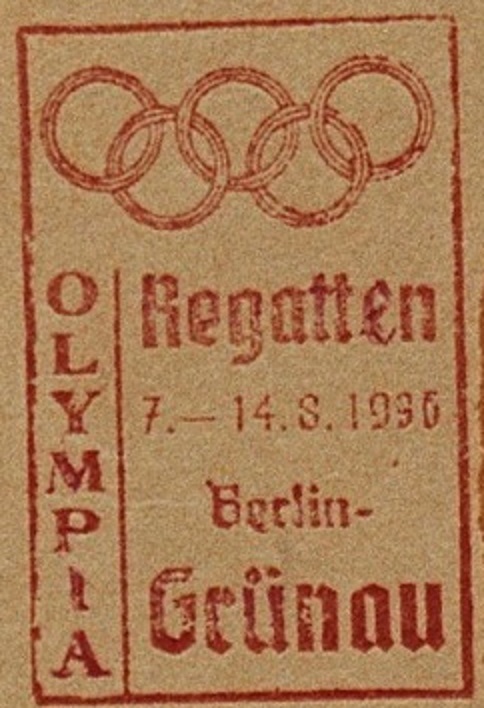 OLYMPIA
Regatten
7.—14.8.1936
Berlin-
Grünau